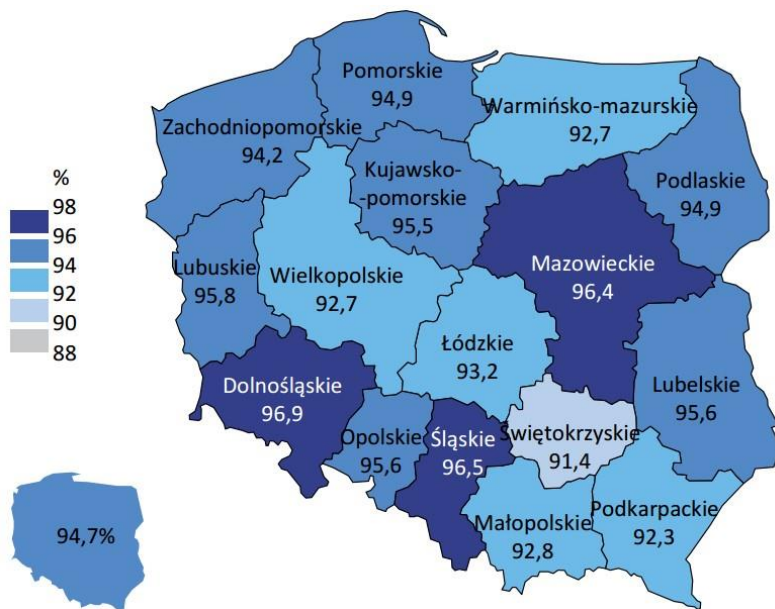 Pomorskie
94,9
Warmińsko-mazurskie
92,7
Zachodniopomorskie
94,2
Kujawsko-
-pomorskie
95,5
Podlaskie
94,9
%
98
96
94
92
90
88
Lubuskie
95,8
Wielkopolskie
92,7
Mazowieckie
96,4
Łódzkie
93,2
Dolnośląskie
96,9
Lubelskie
95,6
Opolskie
95,6
Śląskie
96,5
Świętokrzyskie
91,4
Małopolskie
92,8
Podkarpackie
92,3
94,7%